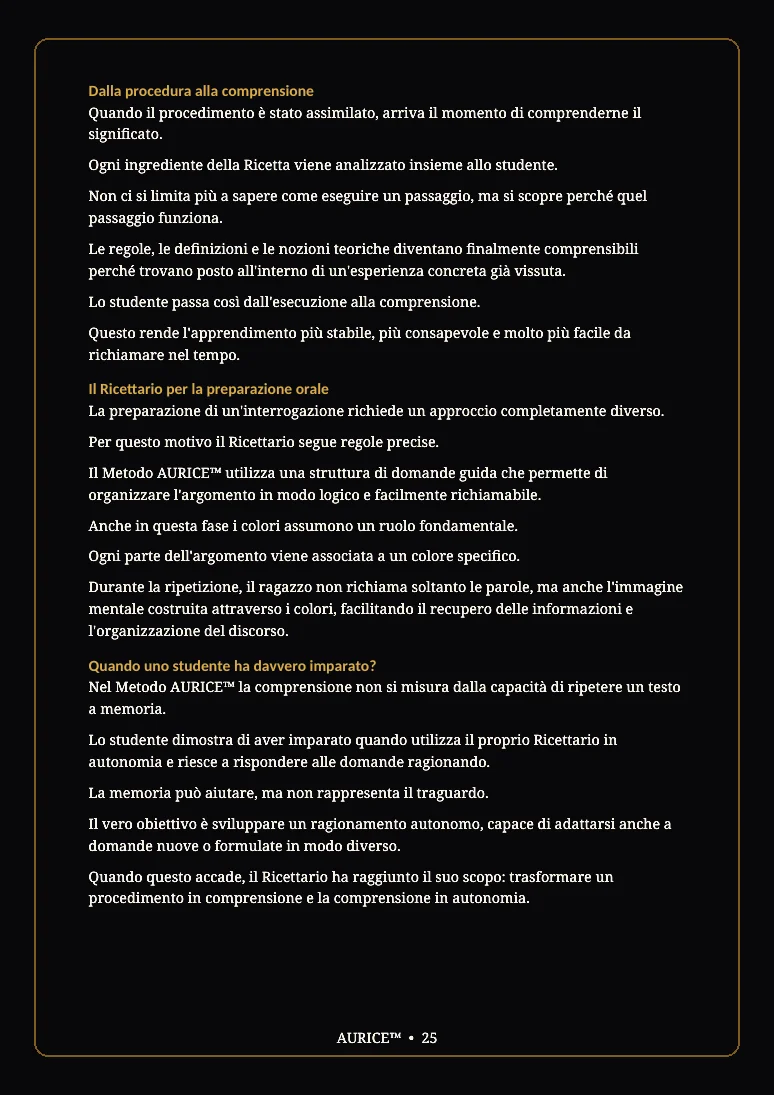 Dalla procedura alla comprensione
Quando il procedimento è stato assimilato, arriva il momento di comprenderne il
significato.
Ogni ingrediente della Ricetta viene analizzato insieme allo studente.
Non ci si limita più a sapere come eseguire un passaggio, ma si scopre perché quel
passaggio funziona.
Le regole, le definizioni e le nozioni teoriche diventano finalmente comprensibili
perché trovano posto all'interno di un'esperienza concreta già vissuta.
Lo studente passa così dall'esecuzione alla comprensione.
Questo rende l'apprendimento più stabile, più consapevole e molto più facile da
richiamare nel tempo.
Il Ricettario per la preparazione orale
La preparazione di un'interrogazione richiede un approccio completamente diverso.
Per questo motivo il Ricettario segue regole precise.
Il Metodo AURICE™ utilizza una struttura di domande guida che permette di
organizzare l'argomento in modo logico e facilmente richiamabile.
Anche in questa fase i colori assumono un ruolo fondamentale.
Ogni parte dell'argomento viene associata a un colore specifico.
Durante la ripetizione, il ragazzo non richiama soltanto le parole, ma anche l'immagine
mentale costruita attraverso i colori, facilitando il recupero delle informazioni e
l'organizzazione del discorso.
Quando uno studente ha davvero imparato?
Nel Metodo AURICE™ la comprensione non si misura dalla capacità di ripetere un testo
a memoria.
Lo studente dimostra di aver imparato quando utilizza il proprio Ricettario in
autonomia e riesce a rispondere alle domande ragionando.
La memoria può aiutare, ma non rappresenta il traguardo.
Il vero obiettivo è sviluppare un ragionamento autonomo, capace di adattarsi anche a
domande nuove o formulate in modo diverso.
Quando questo accade, il Ricettario ha raggiunto il suo scopo: trasformare un
procedimento in comprensione e la comprensione in autonomia.
AURICE™ • 25